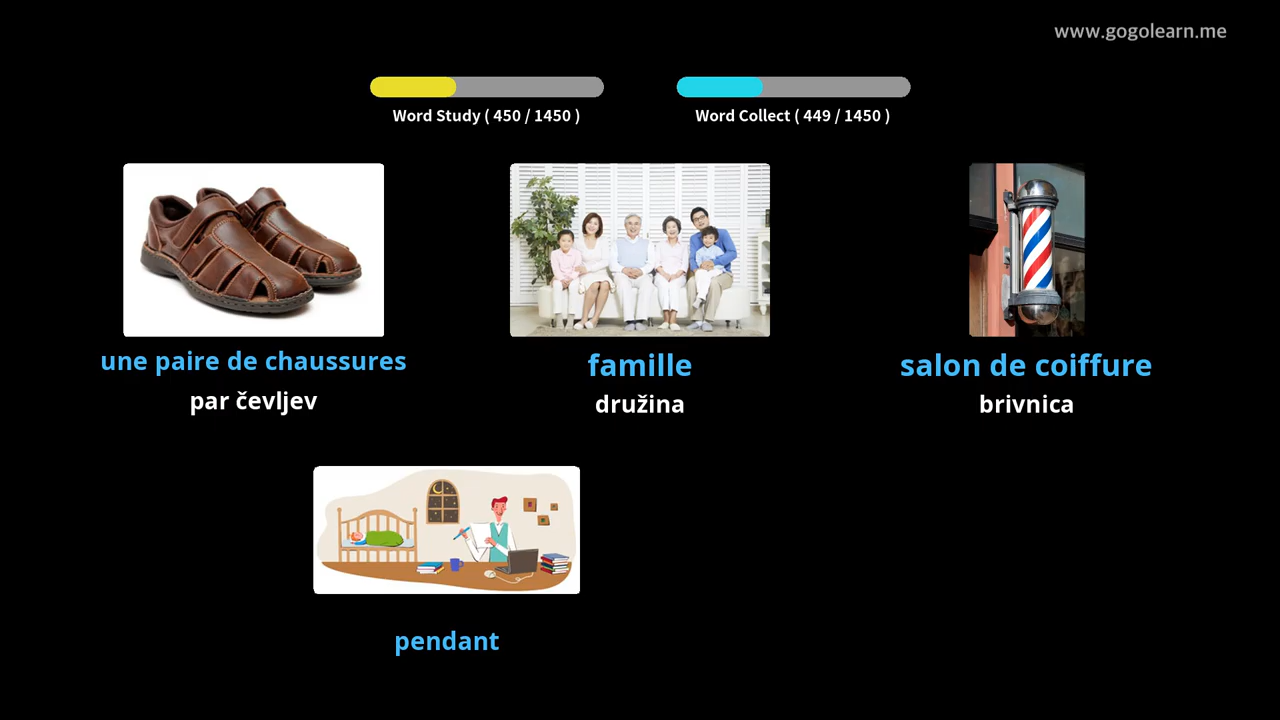 www.gogolearn.me
Word Study ( 450 / 1450 )
Word Collect ( 449 / 1450 )
une paire de chaussures
par čevljev
famille
družina
salon de coiffure
brivnica
pendant